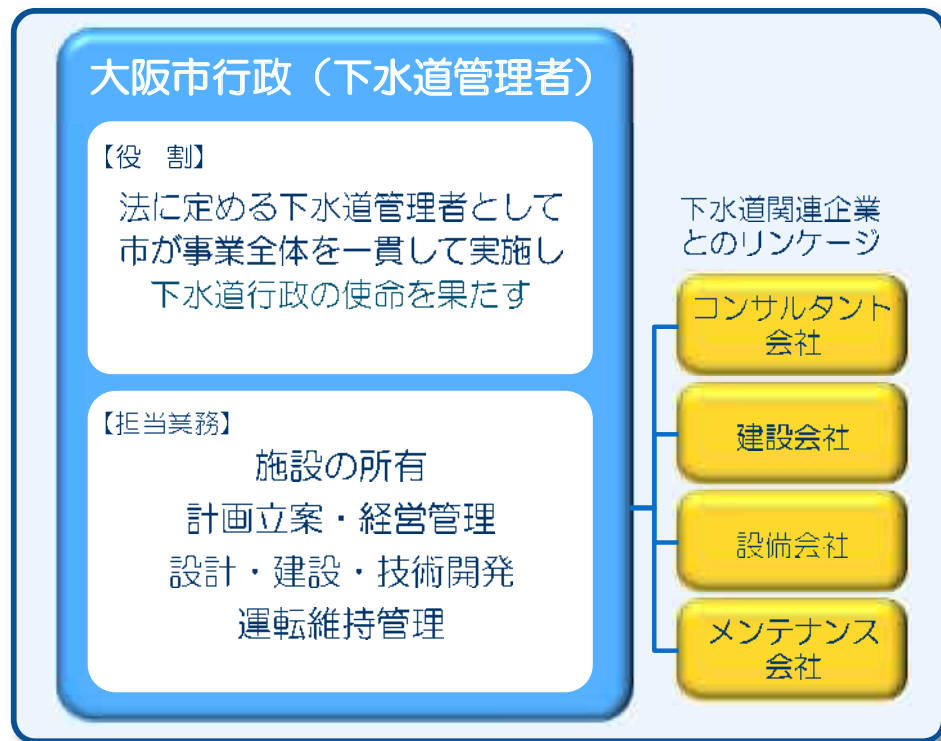 大阪市行政（下水道管理者）
【役　割】
法に定める下水道管理者として
市が事業全体を一貫して実施し
下水道行政の使命を果たす
【担当業務】
施設の所有
計画立案・経営管理
設計・建設・技術開発
運転維持管理
下水道関連企業
とのリンケージ
コンサルタント
会社
建設会社
設備会社
メンテナンス
会社